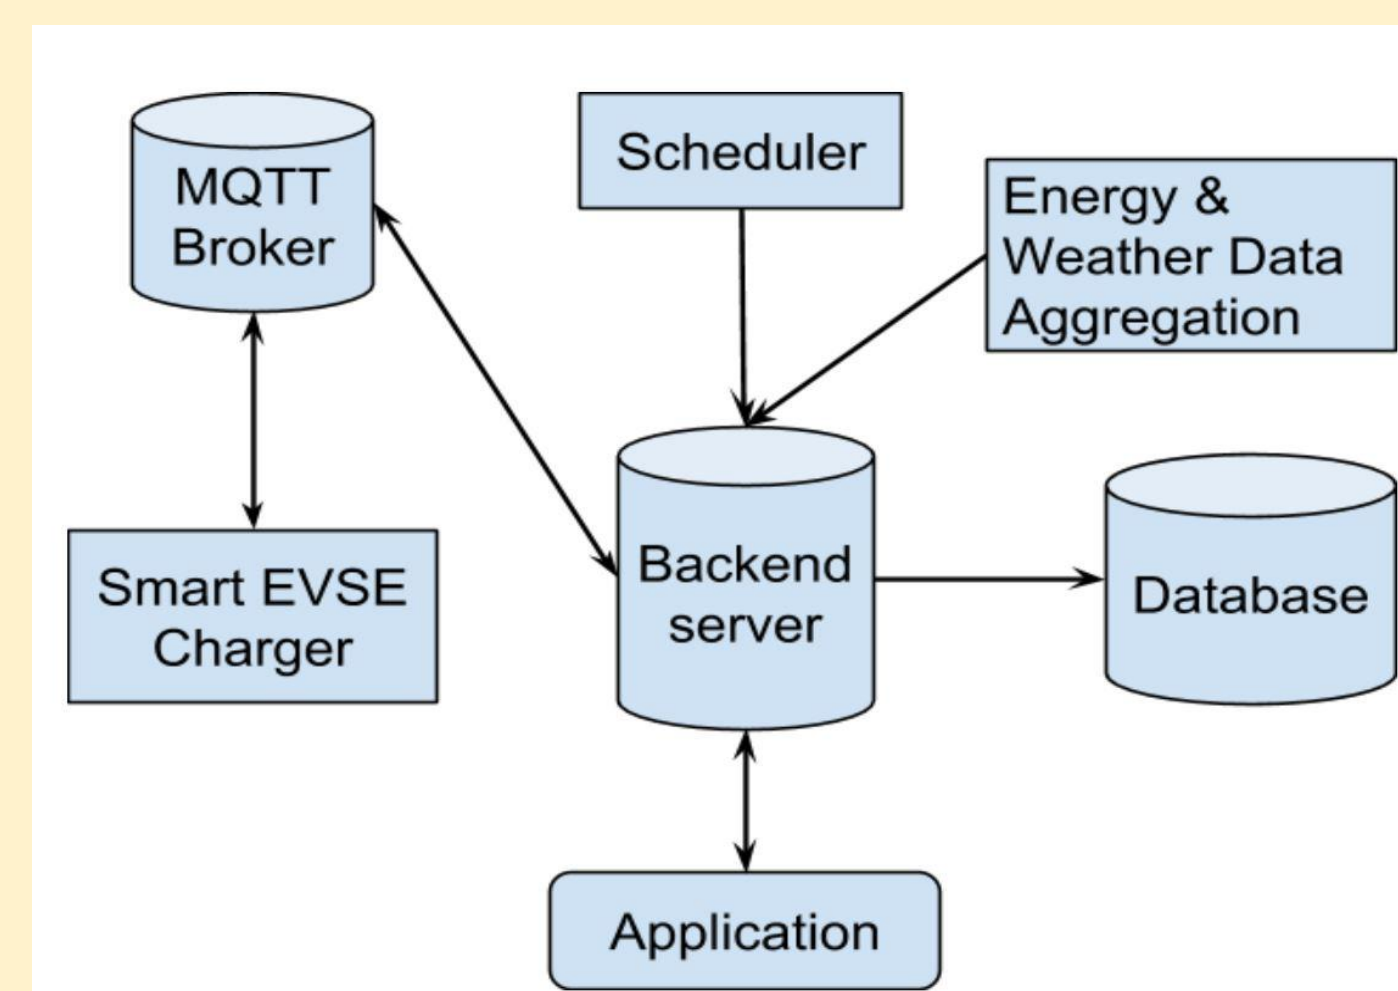 MQTT
Broker
Scheduler
Energy &
Weather Data
Aggregation
Smart EVSE
Charger
Backend
server
Database
Application